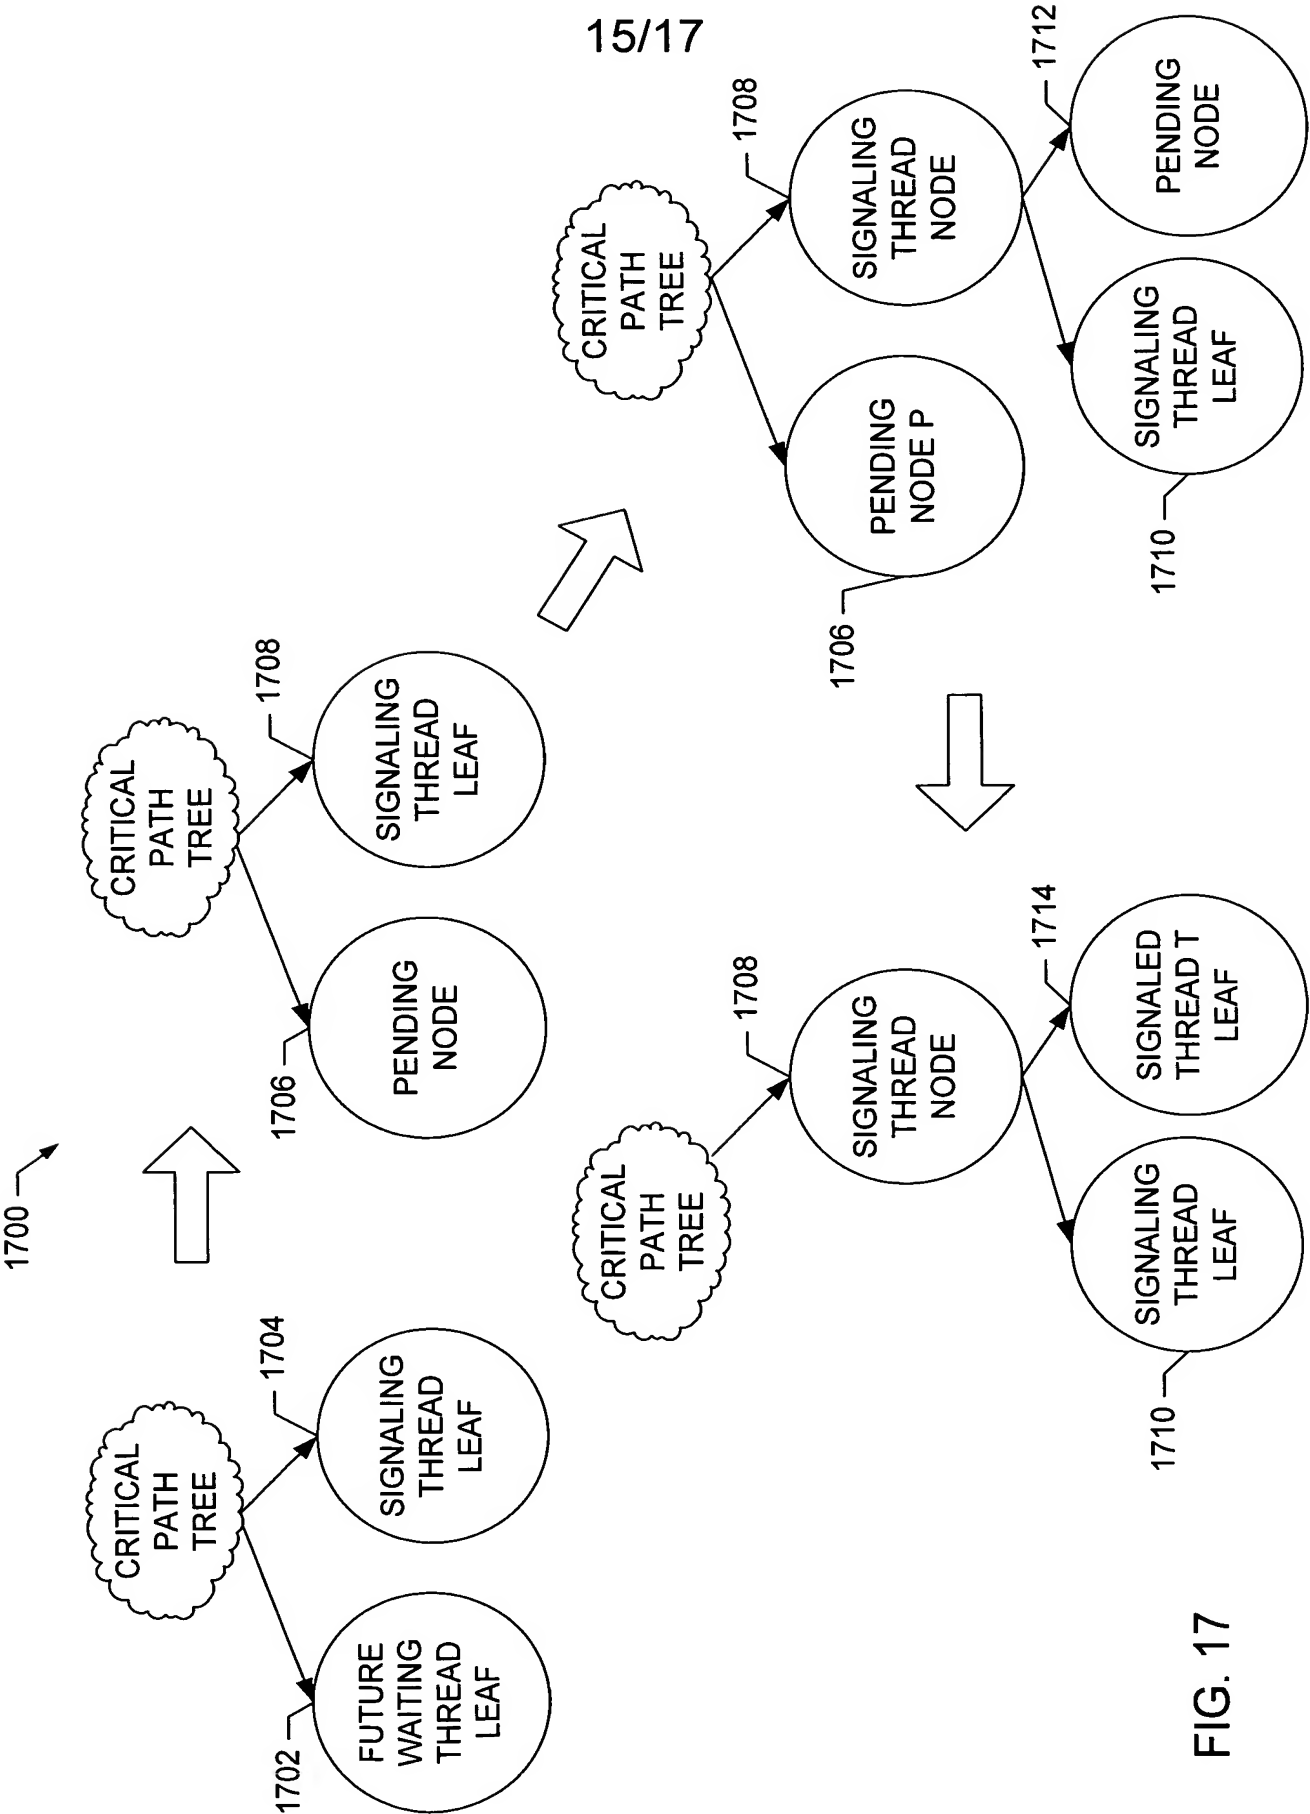 15/17
1700
CRITICAL
PATH
TREE
1702
FUTURE
WAITING
THREAD
LEAF
1704
SIGNALING
THREAD
LEAF
CRITICAL
PATH
TREE
1706
PENDING
NODE
1708
SIGNALING
THREAD
LEAF
CRITICAL
PATH
TREE
1706
PENDING
NODE P
1708
SIGNALING
THREAD
NODE
1710
SIGNALING
THREAD
LEAF
1712
PENDING
NODE
CRITICAL
PATH
TREE
1708
SIGNALING
THREAD
NODE
1710
SIGNALING
THREAD
LEAF
1714
SIGNALED
THREAD T
LEAF
FIG. 17